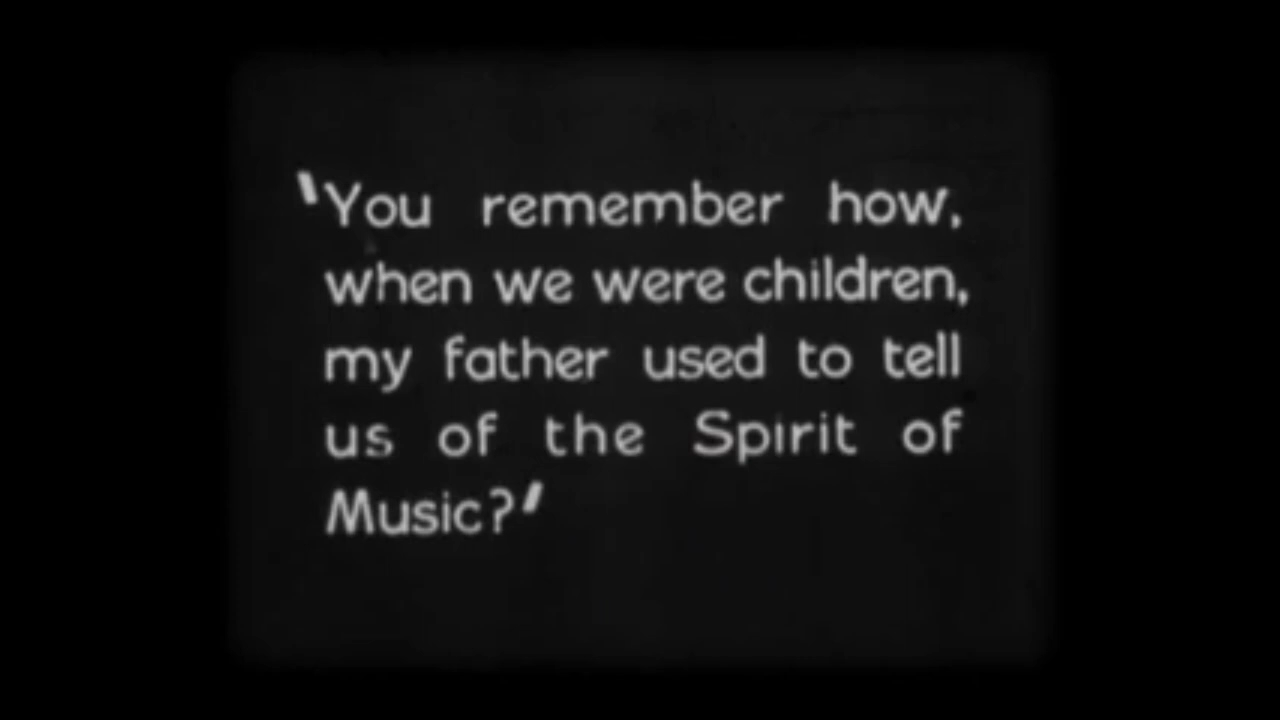 'You remember how,
when we were children,
my father used to tell
us of the Spirit of
Music?'